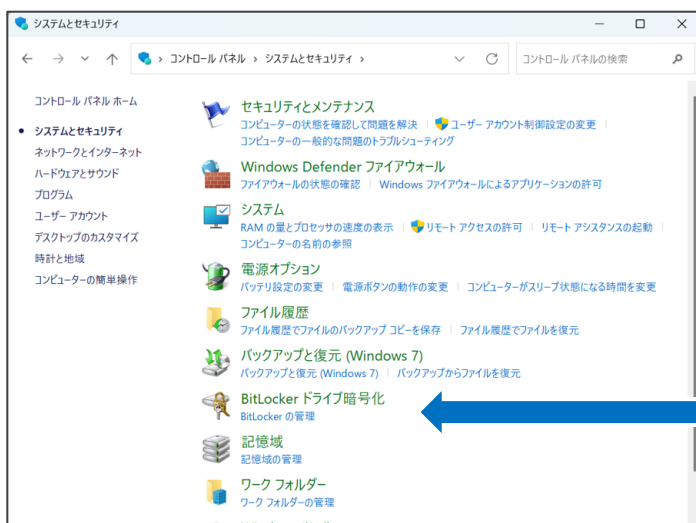 システムとセキュリティ
コントロール パネル › システムとセキュリティ ›
コントロール パネルの検索
コントロール パネル ホーム
システムとセキュリティ
ネットワークとインターネット
ハードウェアとサウンド
プログラム
ユーザー アカウント
デスクトップのカスタマイズ
時計と地域
コンピューターの簡単操作
セキュリティとメンテナンス
コンピューターの状態を確認して問題を解決 ユーザー アカウント制御設定の変更
コンピューターの一般的な問題のトラブルシューティング
Windows Defender ファイアウォール
ファイアウォールの状態の確認 Windows ファイアウォールによるアプリケーションの許可
システム
RAM の量とプロセッサの速度の表示 リモート アクセスの許可 リモート アシスタンスの起動
コンピューターの名前の参照
電源オプション
バッテリ設定の変更 電源ボタンの動作の変更 コンピューターがスリープ状態になる時間を変更
ファイル履歴
ファイル履歴でファイルのバックアップ コピーを保存 ファイル履歴でファイルを復元
バックアップと復元 (Windows 7)
バックアップと復元 (Windows 7) バックアップからファイルを復元
BitLocker ドライブ暗号化
BitLocker の管理
記憶域
記憶域の管理
ワーク フォルダー
ワーク フォルダーの管理